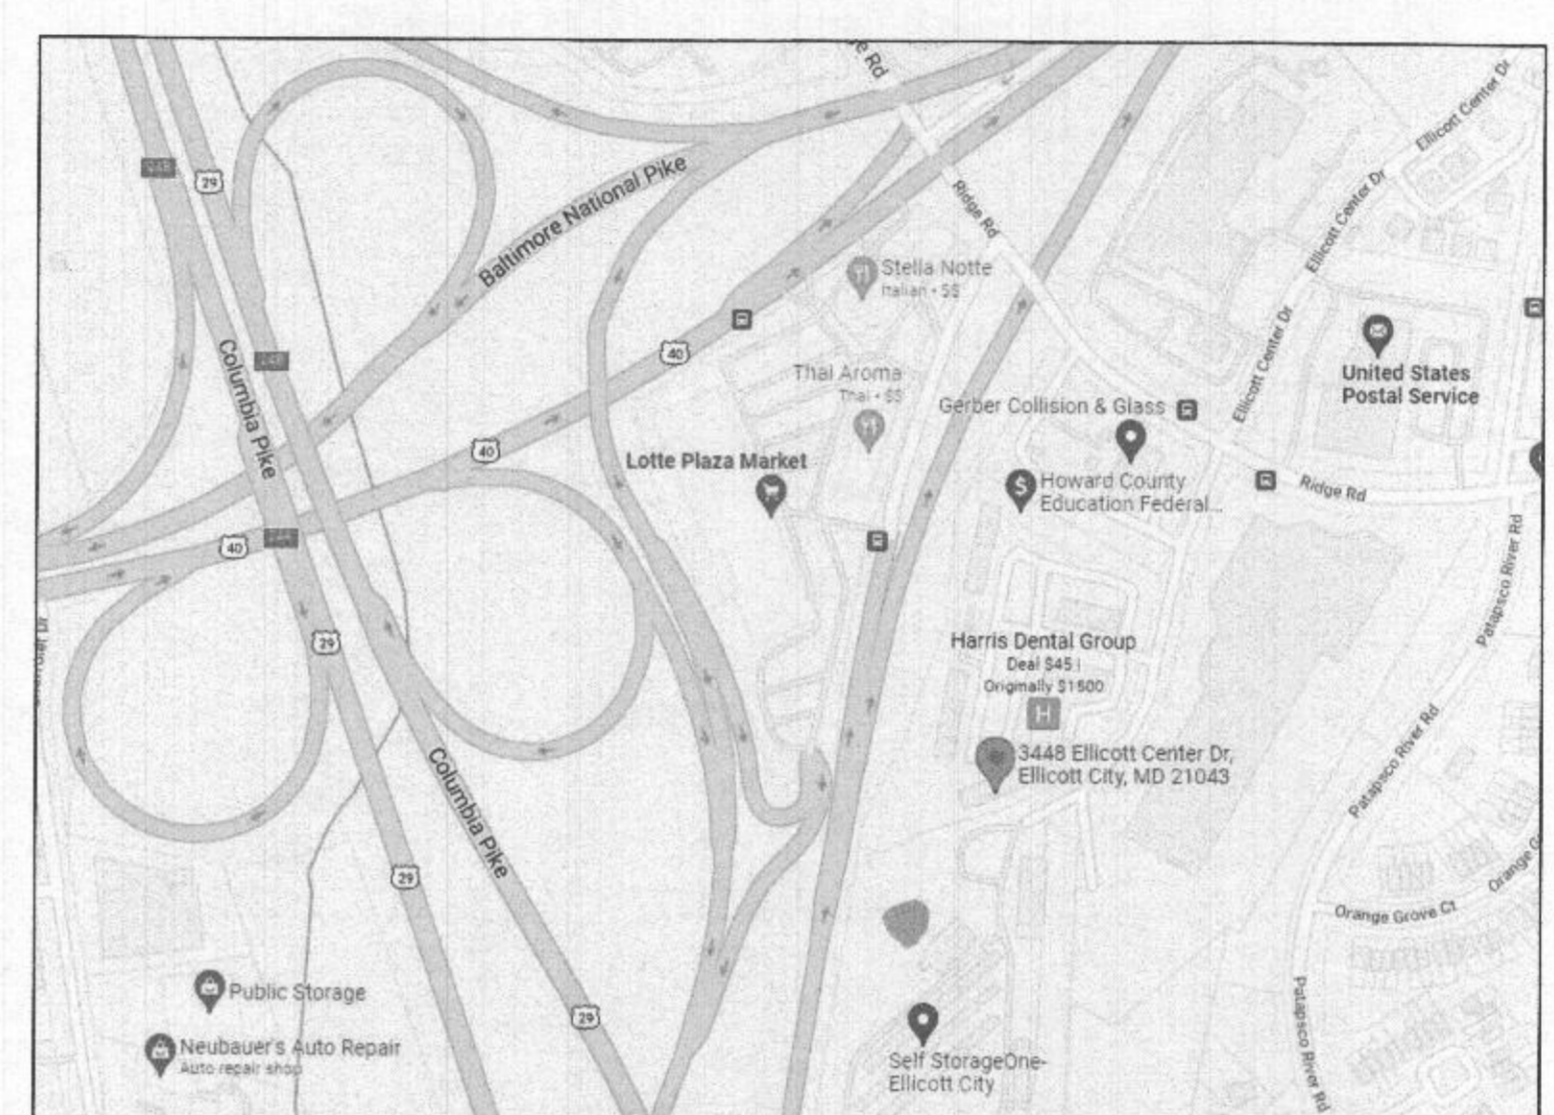 Rd
Ellicott Center Dr
29
Baltimore National Pike
Ellicott Center Dr
Ridge Rd
Stella Notte
Italian • $$
Ellicott Center Dr
40
United States
Postal Service
Columbia Pike
Thai Aroma
Thai • $$
Gerber Collision & Glass
40
Lotte Plaza Market
Howard County
Education Federal...
Ridge Rd
40
Patapsco River Rd
29
Harris Dental Group
Deal $45 |
Originally $1500
H
3448 Ellicott Center Dr,
Ellicott City, MD 21043
Patapsco River Rd
Columbia Pike
29
Orange Grove Ct
Orange G
Public Storage
29
Patapsco River Rd
Neubauer's Auto Repair
Auto repair shop
Self StorageOne-
Ellicott City